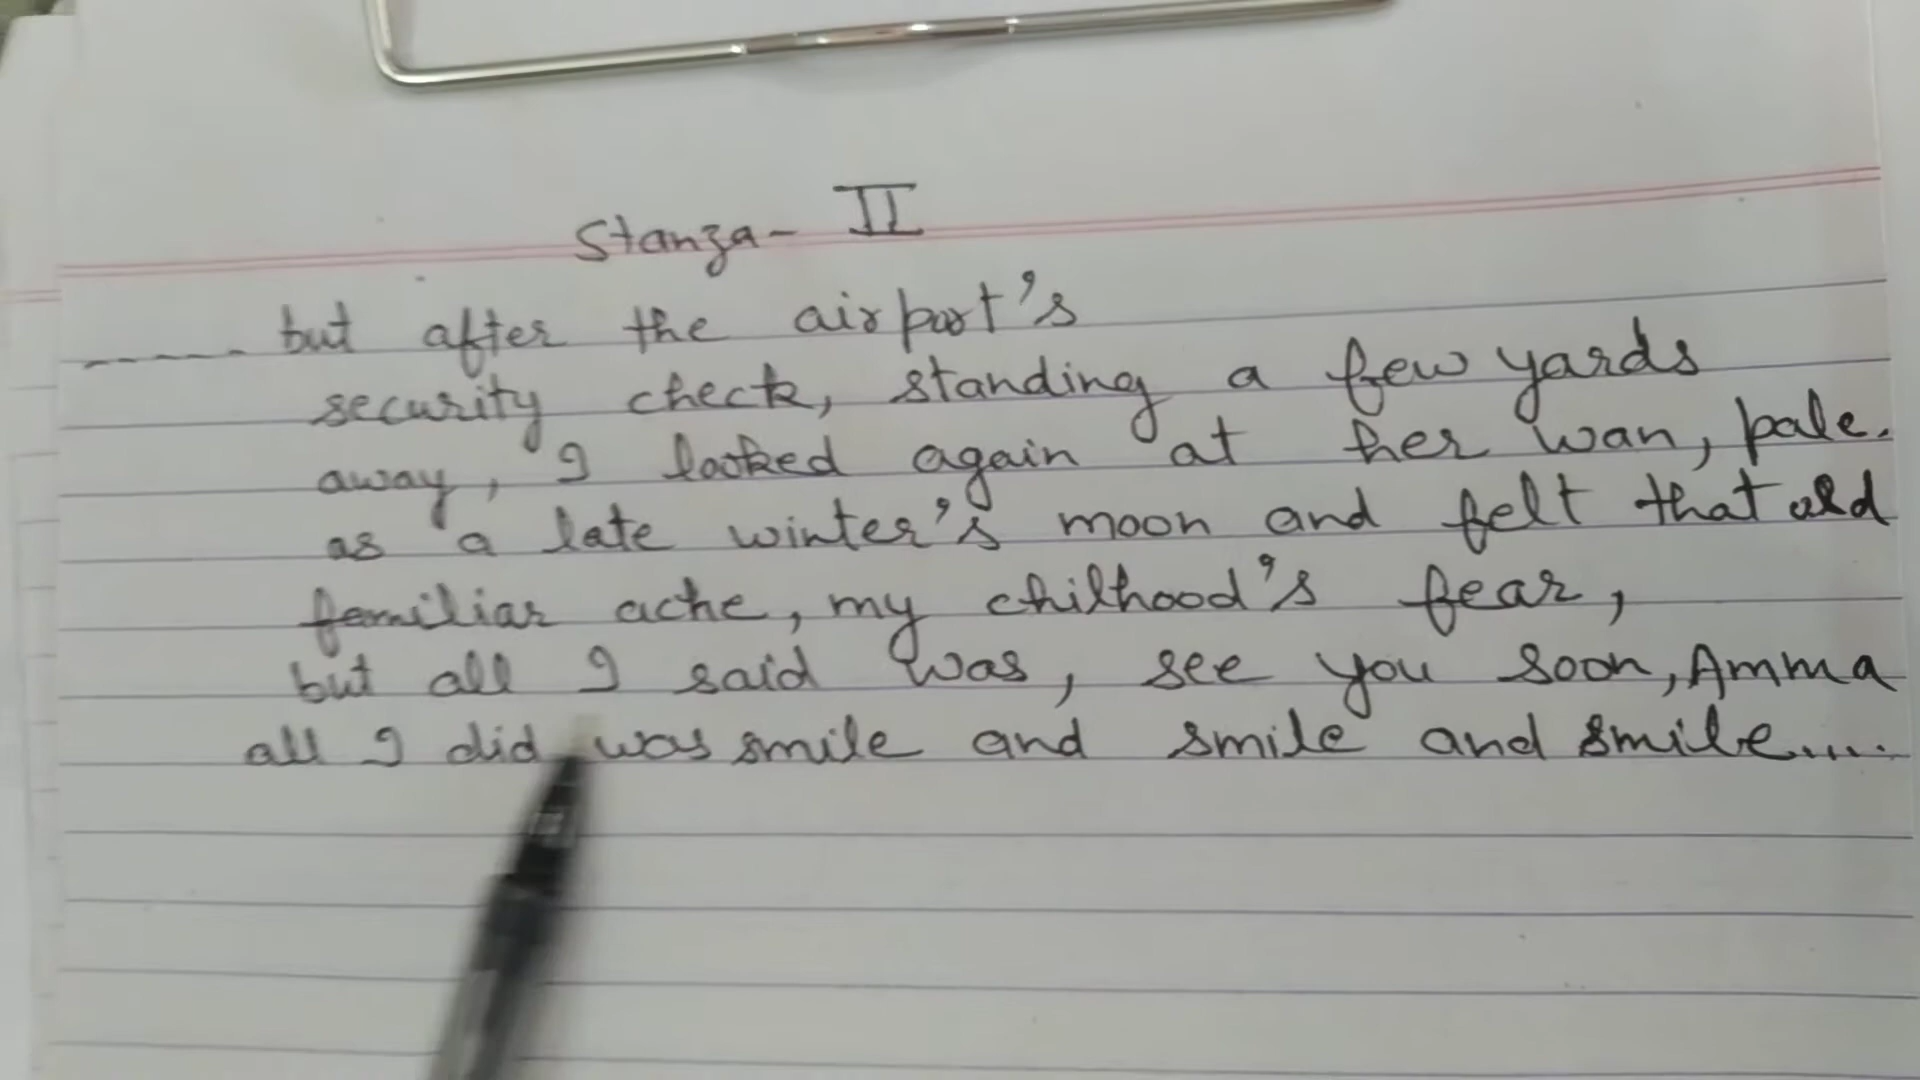 Stanza - II
----- but after the airport's
security check, standing a few yards
away, I looked again at her wan, pale.
as a late winter's moon and felt that old
familiar ache, my chilhood's fear,
but all I said was, see you soon, Amma
all I did was smile and smile and smile....